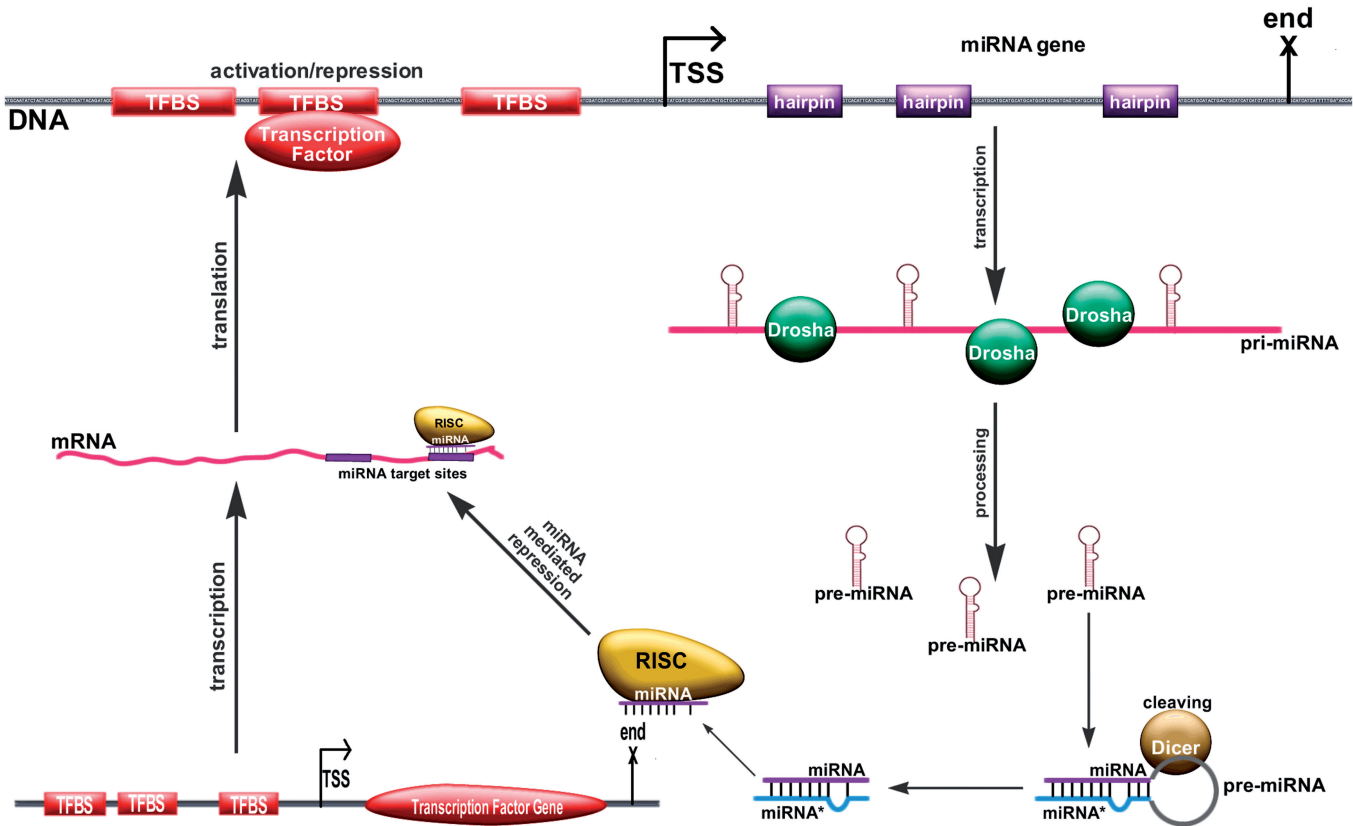 end
miRNA gene
activation/repression
TSS
TFBS
TFBS
TFBS
hairpin
hairpin
hairpin
DNA
Transcription
Factor
transcription
translation
Drosha
Drosha
Drosha
pri-miRNA
RISC
miRNA
mRNA
miRNA target sites
processing
miRNA
mediated
repression
pre-miRNA
pre-miRNA
pre-miRNA
transcription
RISC
miRNA
cleaving
Dicer
end
TSS
miRNA
miRNA
pre-miRNA
TFBS
TFBS
TFBS
Transcription Factor Gene
miRNA*
miRNA*